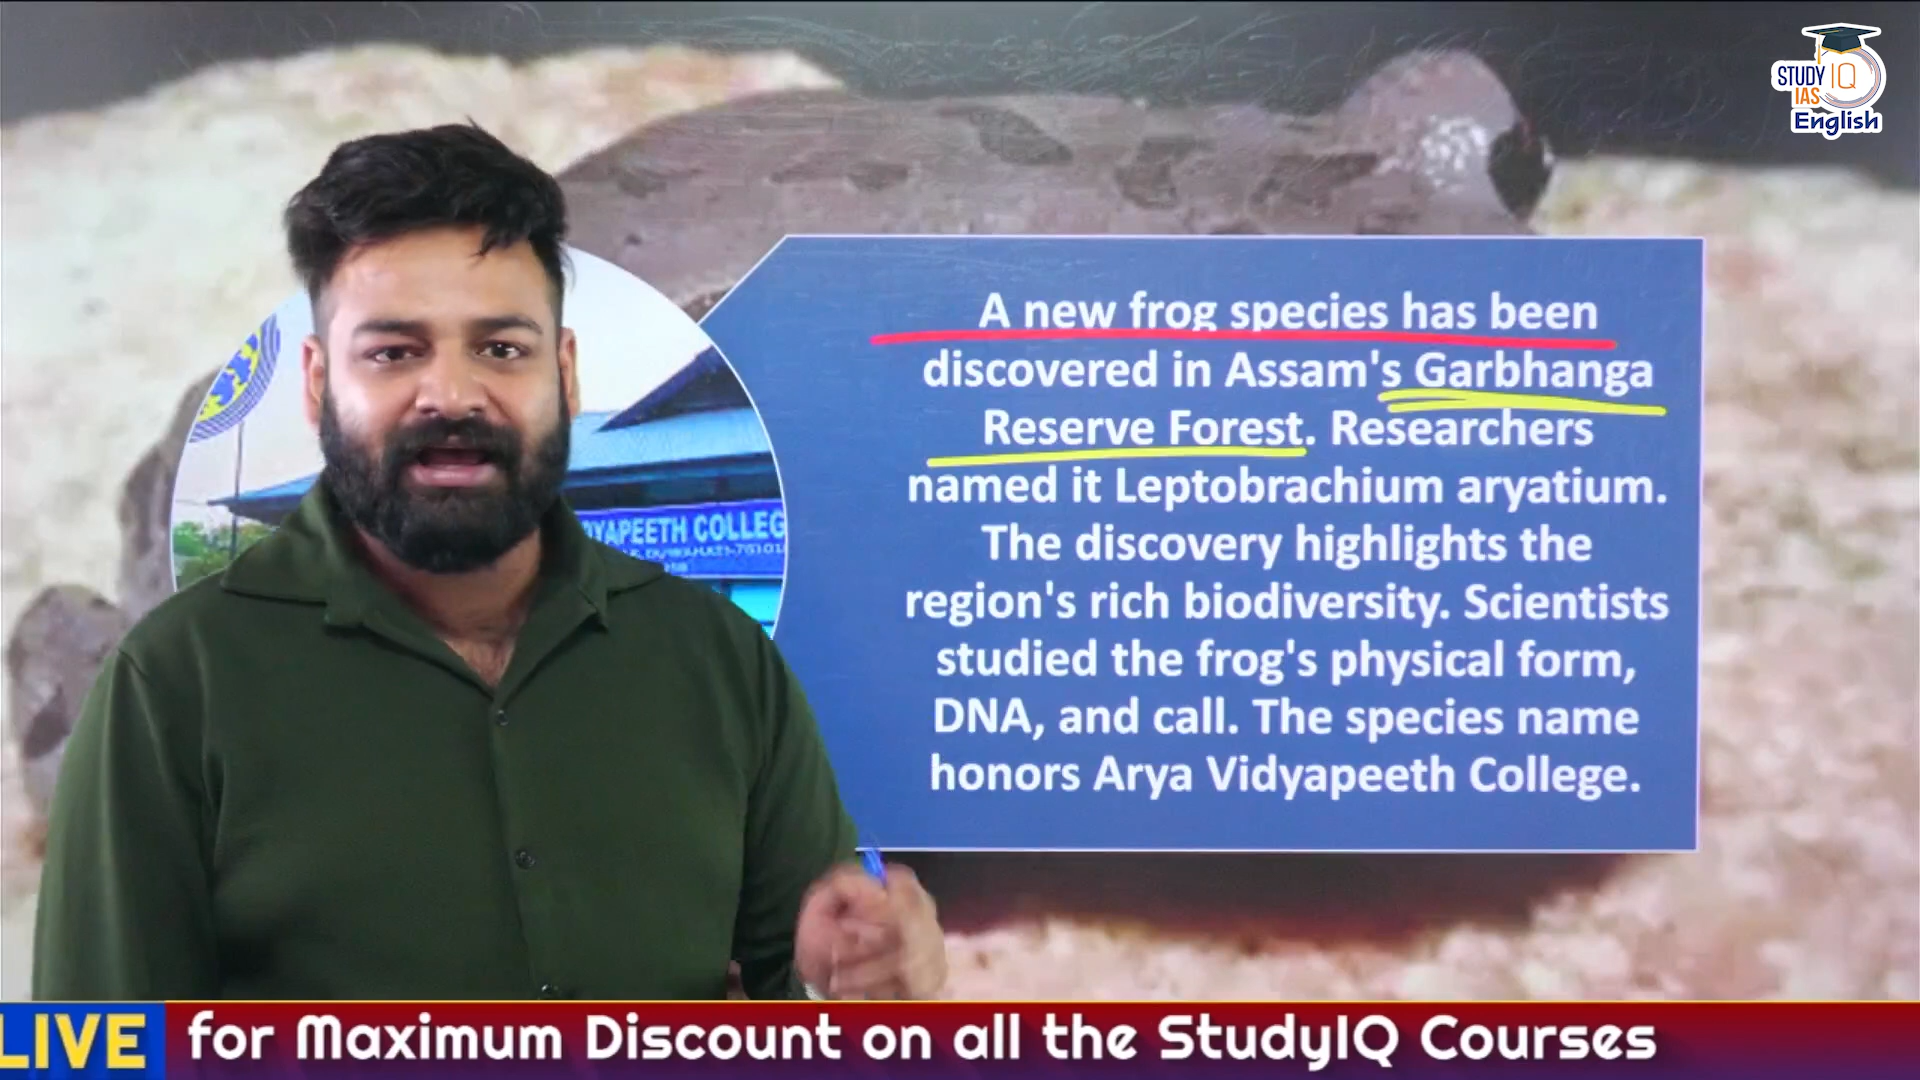 STUDY IQ
IAS
English
A new frog species has been
discovered in Assam's Garbhanga
Reserve Forest. Researchers
named it Leptobrachium aryatium.
The discovery highlights the
region's rich biodiversity. Scientists
studied the frog's physical form,
DNA, and call. The species name
honors Arya Vidyapeeth College.
YAPEETH COLLEG
LIVE for Maximum Discount on all the StudyIQ Courses